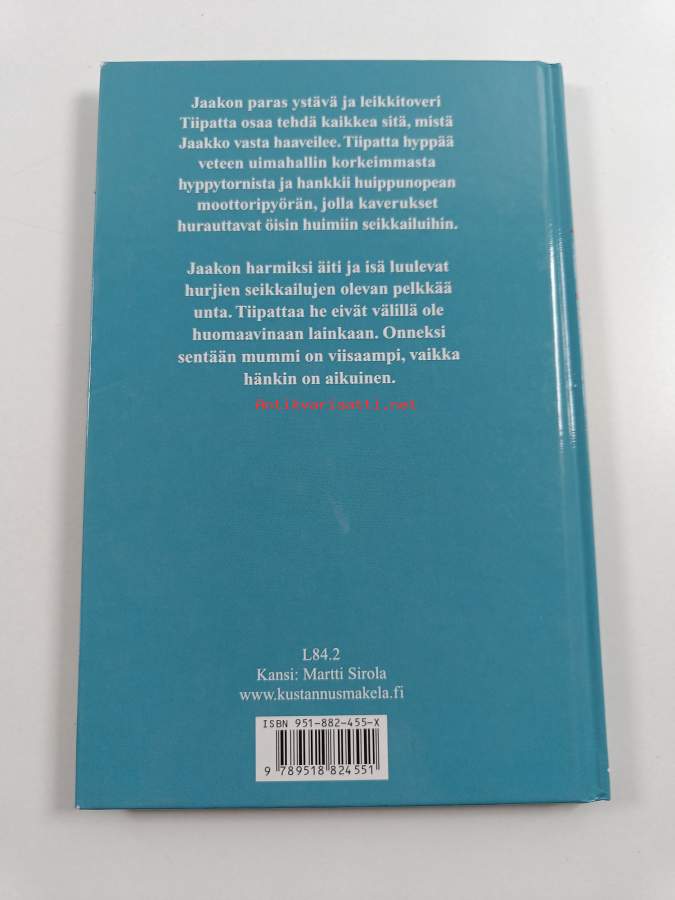 Jaakon paras ystävä ja leikkitoveri
Tiipatta osaa tehdä kaikkea sitä, mistä
Jaakko vasta haaveilee. Tiipatta hyppää
veteen uimahallin korkeimmasta
hyppytornista ja hankkii huippunopean
moottoripyörän, jolla kaverukset
hurauttavat öisin huimiin seikkailuihin.
Jaakon harmiksi äiti ja isä luulevat
hurjien seikkailujen olevan pelkkää
unta. Tiipattaa he eivät välillä ole
huomaavinaan lainkaan. Onneksi
sentään mummi on viisaampi, vaikka
hänkin on aikuinen.
Antikvariaatti.net
L84.2
Kansi: Martti Sirola
www.kustannusmakela.fi
ISBN 951-882-455-X
9 789518 824551